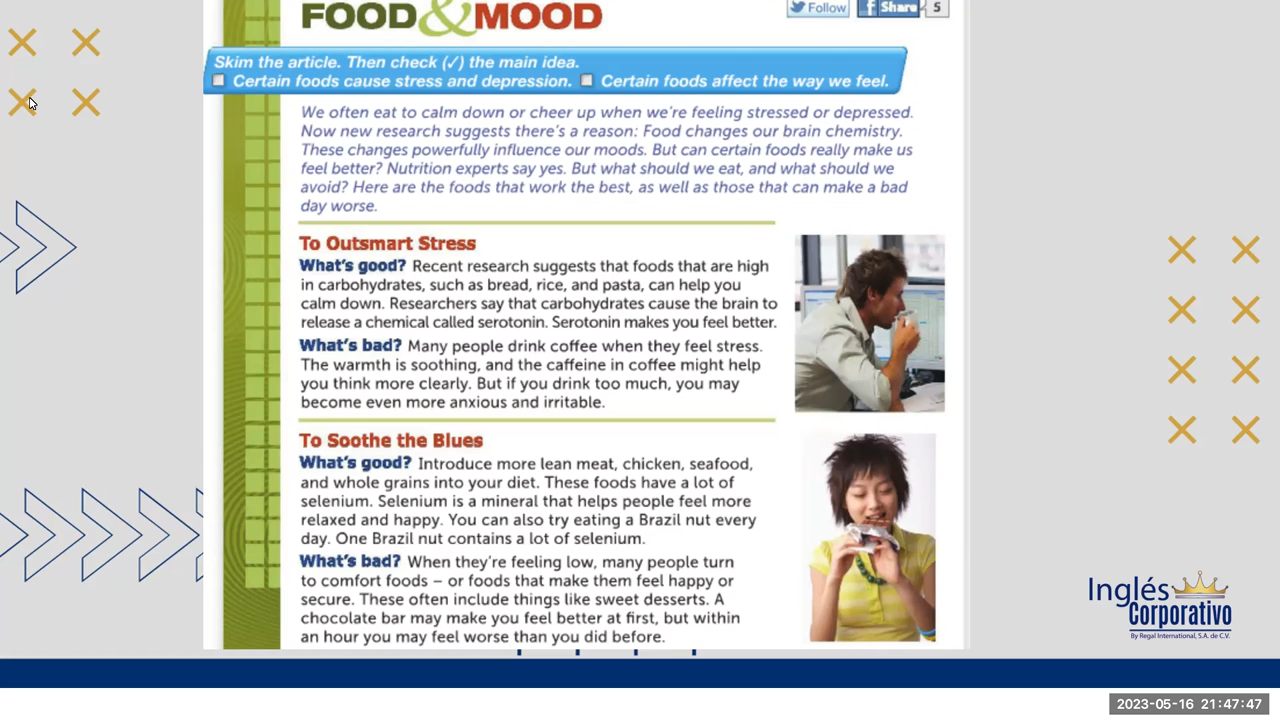 FOOD & MOOD
Follow
Share
5
Skim the article. Then check (✓) the main idea.
Certain foods cause stress and depression. Certain foods affect the way we feel.
We often eat to calm down or cheer up when we're feeling stressed or depressed.
Now new research suggests there's a reason: Food changes our brain chemistry.
These changes powerfully influence our moods. But can certain foods really make us
feel better? Nutrition experts say yes. But what should we eat, and what should we
avoid? Here are the foods that work the best, as well as those that can make a bad
day worse.
To Outsmart Stress
What's good? Recent research suggests that foods that are high
in carbohydrates, such as bread, rice, and pasta, can help you
calm down. Researchers say that carbohydrates cause the brain to
release a chemical called serotonin. Serotonin makes you feel better.
What's bad? Many people drink coffee when they feel stress.
The warmth is soothing, and the caffeine in coffee might help
you think more clearly. But if you drink too much, you may
become even more anxious and irritable.
To Soothe the Blues
What's good? Introduce more lean meat, chicken, seafood,
and whole grains into your diet. These foods have a lot of
selenium. Selenium is a mineral that helps people feel more
relaxed and happy. You can also try eating a Brazil nut every
day. One Brazil nut contains a lot of selenium.
What's bad? When they're feeling low, many people turn
to comfort foods – or foods that make them feel happy or
secure. These often include things like sweet desserts. A
chocolate bar may make you feel better at first, but within
an hour you may feel worse than you did before.
Inglés
Corporativo
By Regal International, S.A. de C.V.
2023-05-16 21:47:47